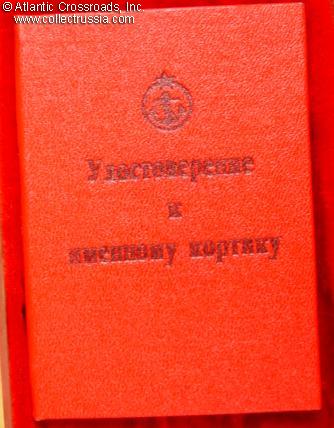 © Atlantic Crossroads, Inc.
www.collectrussia.com
Удостоверение
к
именному кортику